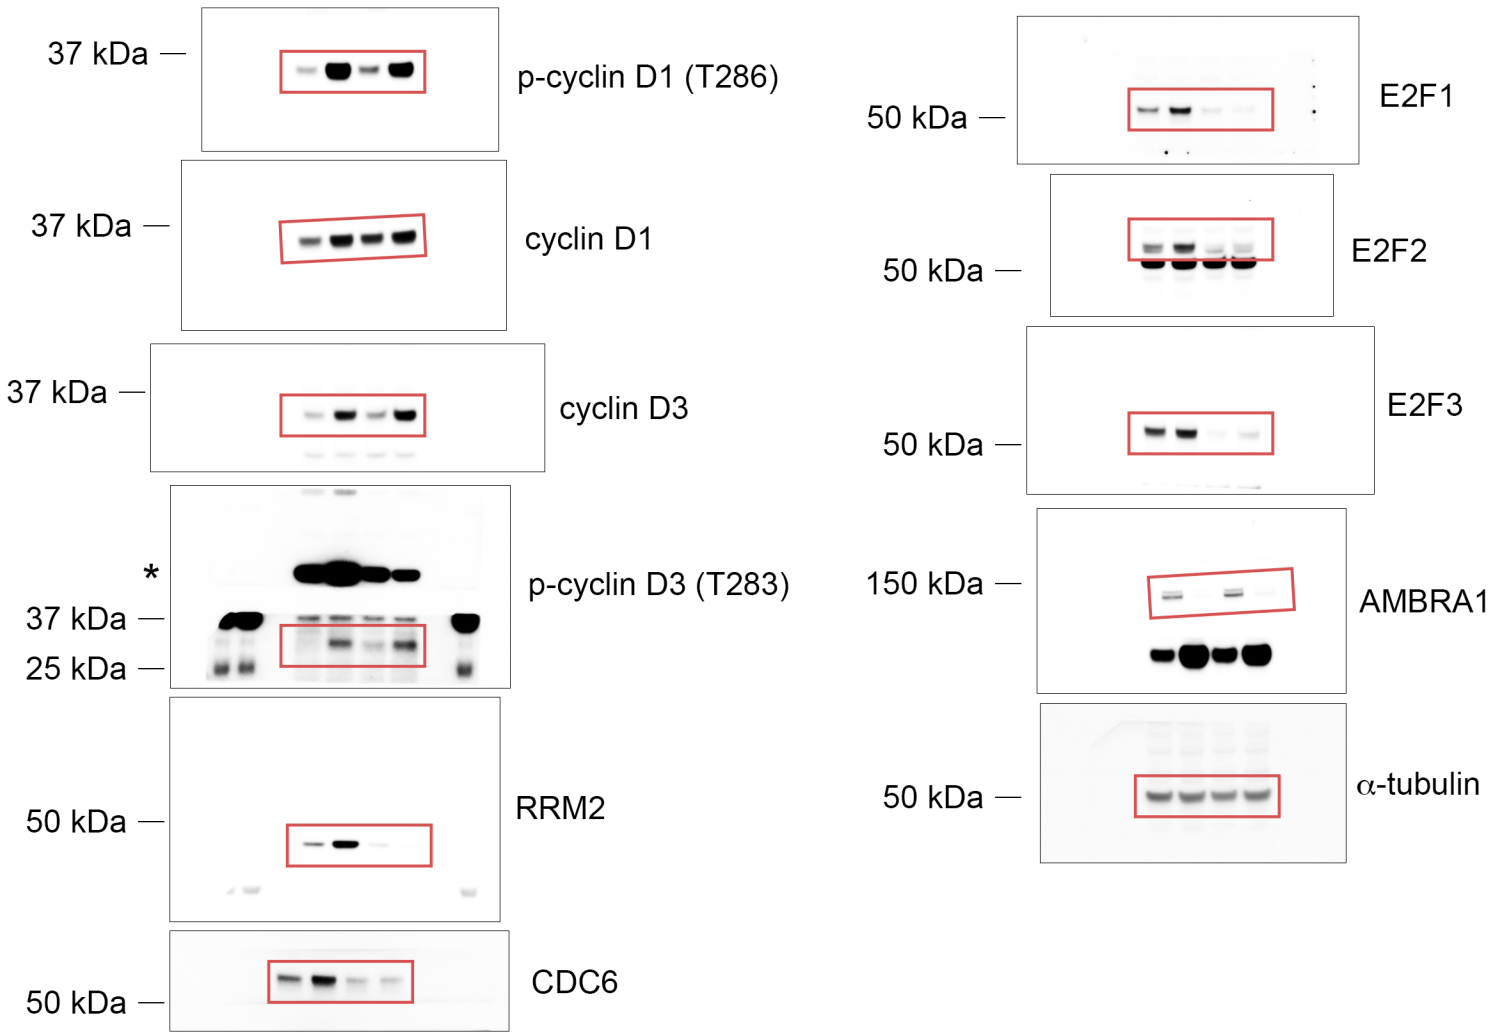 37 kDa
p-cyclin D1 (T286)
37 kDa
cyclin D1
37 kDa
cyclin D3
*
p-cyclin D3 (T283)
37 kDa
25 kDa
50 kDa
RRM2
50 kDa
CDC6
50 kDa
E2F1
50 kDa
E2F2
50 kDa
E2F3
150 kDa
AMBRA1
50 kDa
α-tubulin